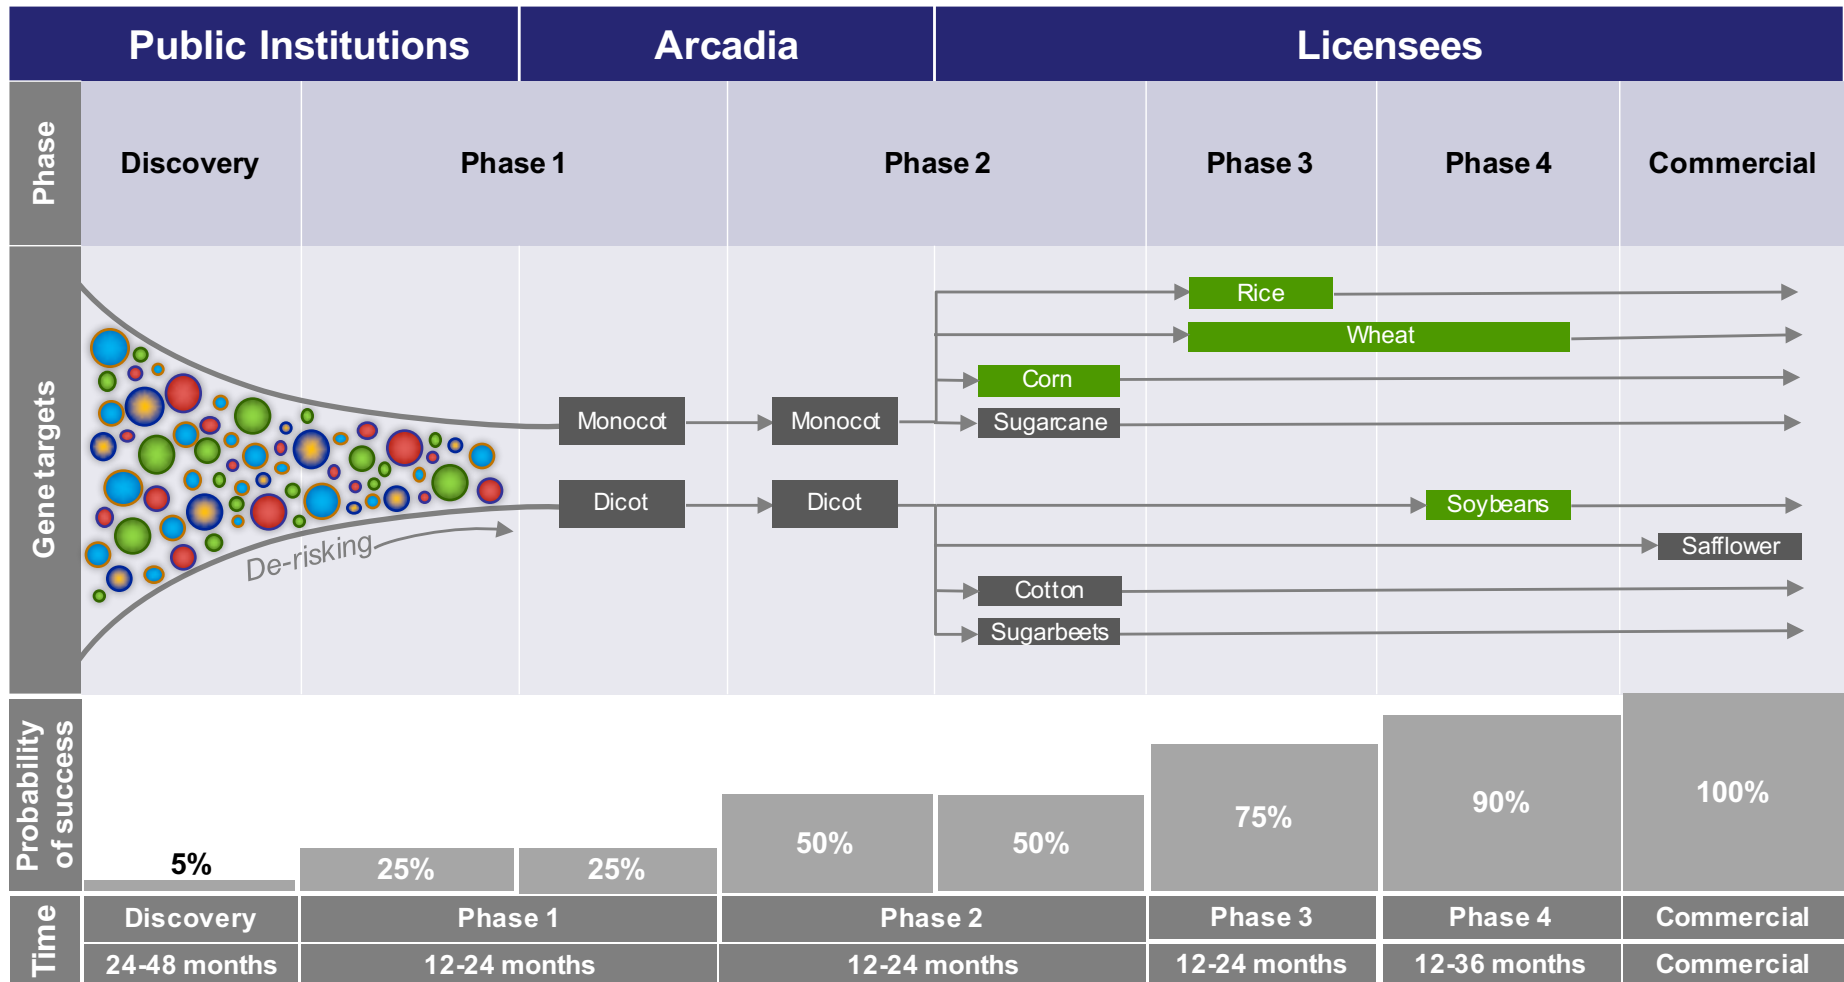 Public Institutions
Arcadia
Licensees
Phase
Discovery
Phase 1
Phase 2
Phase 3
Phase 4
Commercial
Gene targets
De-risking
Monocot
Monocot
Dicot
Dicot
Rice
Wheat
Corn
Sugarcane
Soybeans
Safflower
Cotton
Sugarbeets
Probability
of success
5%
25%
25%
50%
50%
75%
90%
100%
Time
Discovery
Phase 1
Phase 2
Phase 3
Phase 4
Commercial
24-48 months
12-24 months
12-24 months
12-24 months
12-36 months
Commercial